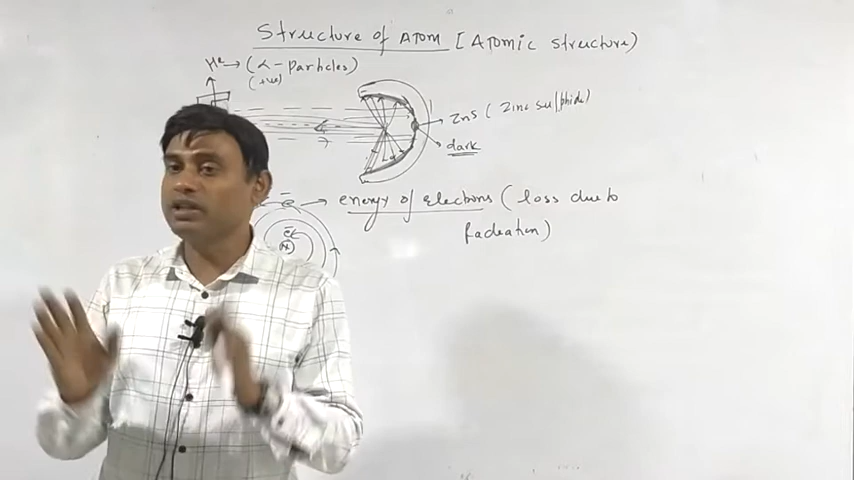 Structure of ATOM [Atomic structure)
He → (α - particles)
(+ve)
ZnS (Zinc sulphide)
dark
ē → energy of electrons (loss due to
Radiation)
ē